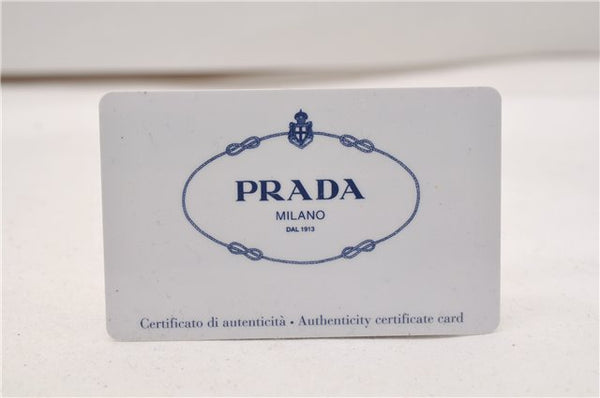 PRADA
MILANO
DAL 1913
Certificato di autenticità • Authenticity certificate card